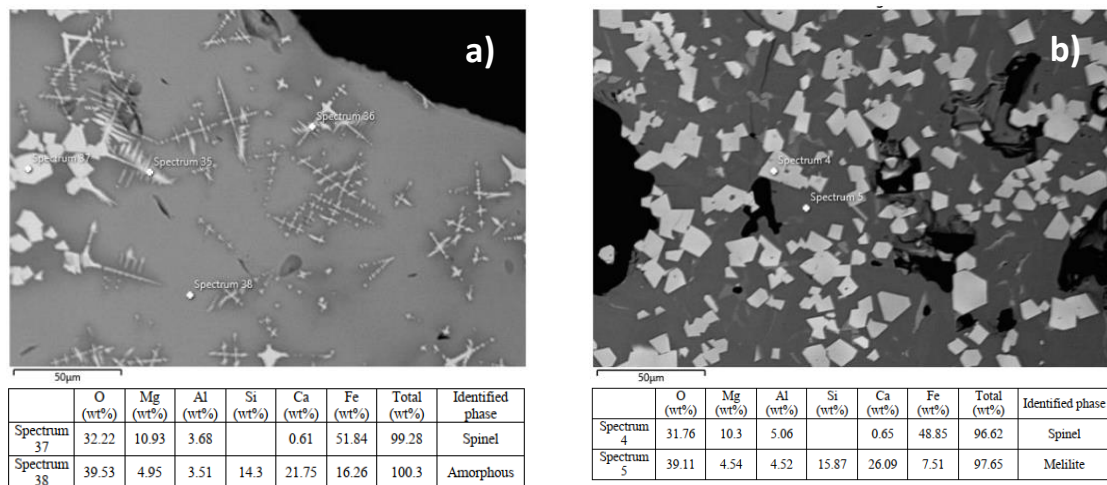 a)
Spectrum 36
Spectrum 37
Spectrum 35
Spectrum 38
50µm
O (wt%) Mg (wt%) Al (wt%) Si (wt%) Ca (wt%) Fe (wt%) Total (wt%) Identified phase
Spectrum 37 32.22 10.93 3.68 0.61 51.84 99.28 Spinel
Spectrum 38 39.53 4.95 3.51 14.3 21.75 16.26 100.3 Amorphous
b)
Spectrum 4
Spectrum 5
50µm
O (wt%) Mg (wt%) Al (wt%) Si (wt%) Ca (wt%) Fe (wt%) Total (wt%) Identified phase
Spectrum 4 31.76 10.3 5.06 0.65 48.85 96.62 Spinel
Spectrum 5 39.11 4.54 4.52 15.87 26.09 7.51 97.65 Melilite